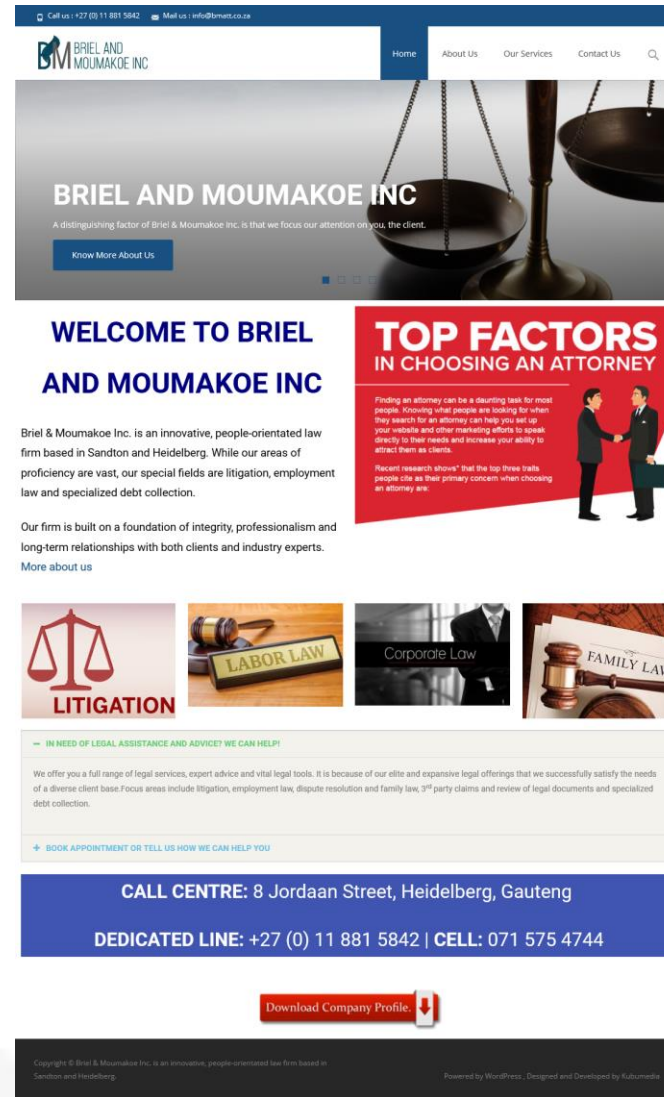 Call us : +27 (0) 11 881 5842 Mail us : info@bmatt.co.za
BM BRIEL AND
MOUMAKOE INC
Home About Us Our Services Contact Us
BRIEL AND MOUMAKOE INC
A distinguishing factor of Briel & Moumakoe Inc. is that we focus our attention on you, the client.
Know More About Us
WELCOME TO BRIEL
AND MOUMAKOE INC
Briel & Moumakoe Inc. is an innovative, people-orientated law
firm based in Sandton and Heidelberg. While our areas of
proficiency are vast, our special fields are litigation, employment
law and specialized debt collection.
Our firm is built on a foundation of integrity, professionalism and
long-term relationships with both clients and industry experts.
More about us
TOP FACTORS
IN CHOOSING AN ATTORNEY
Finding an attorney can be a daunting task for most
people. Knowing what people are looking for when
they search for an attorney can help you set up
your website and other marketing efforts to speak
directly to their needs and increase your ability to
attract them as clients.
Recent research shows* that the top three traits
people cite as their primary concern when choosing
an attorney are:
LITIGATION
LABOR LAW
Corporate Law
FAMILY LAW
IN NEED OF LEGAL ASSISTANCE AND ADVICE? WE CAN HELP!
We offer you a full range of legal services, expert advice and vital legal tools. It is because of our elite and expansive legal offerings that we successfully satisfy the needs
of a diverse client base.Focus areas include litigation, employment law, dispute resolution and family law, 3rd party claims and review of legal documents and specialized
debt collection.
BOOK APPOINTMENT OR TELL US HOW WE CAN HELP YOU
CALL CENTRE: 8 Jordaan Street, Heidelberg, Gauteng
DEDICATED LINE: +27 (0) 11 881 5842 | CELL: 071 575 4744
Download Company Profile.
Copyright © Briel & Moumakoe Inc. is an innovative, people-orientated law firm based in
Sandton and Heidelberg.
Powered by WordPress , Designed and Developed by Kubumedia